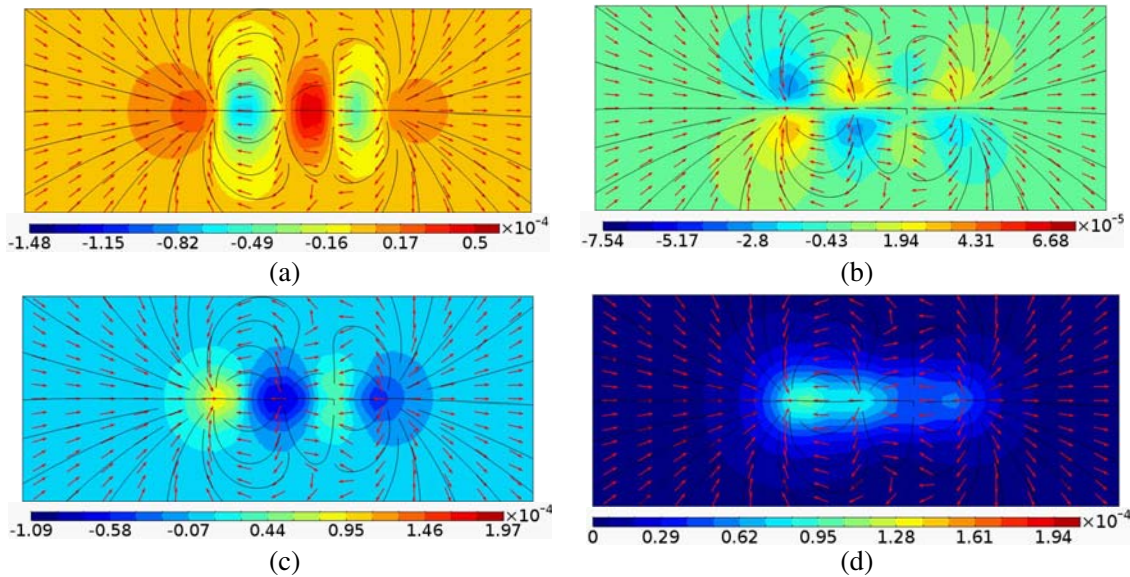 ×10⁻⁴
-1.48 -1.15 -0.82 -0.49 -0.16 0.17 0.5
(a)
×10⁻⁵
-7.54 -5.17 -2.8 -0.43 1.94 4.31 6.68
(b)
×10⁻⁴
-1.09 -0.58 -0.07 0.44 0.95 1.46 1.97
(c)
×10⁻⁴
0 0.29 0.62 0.95 1.28 1.61 1.94
(d)